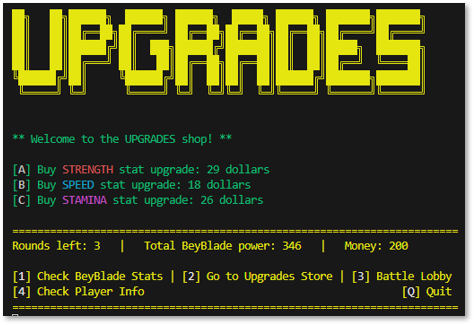 UPGRADES
** Welcome to the UPGRADES shop! **
[A] Buy STRENGTH stat upgrade: 29 dollars
[B] Buy SPEED stat upgrade: 18 dollars
[C] Buy STAMINA stat upgrade: 26 dollars
Rounds left: 3 | Total BeyBlade power: 346 | Money: 200
[1] Check BeyBlade Stats | [2] Go to Upgrades Store | [3] Battle Lobby
[4] Check Player Info [Q] Quit